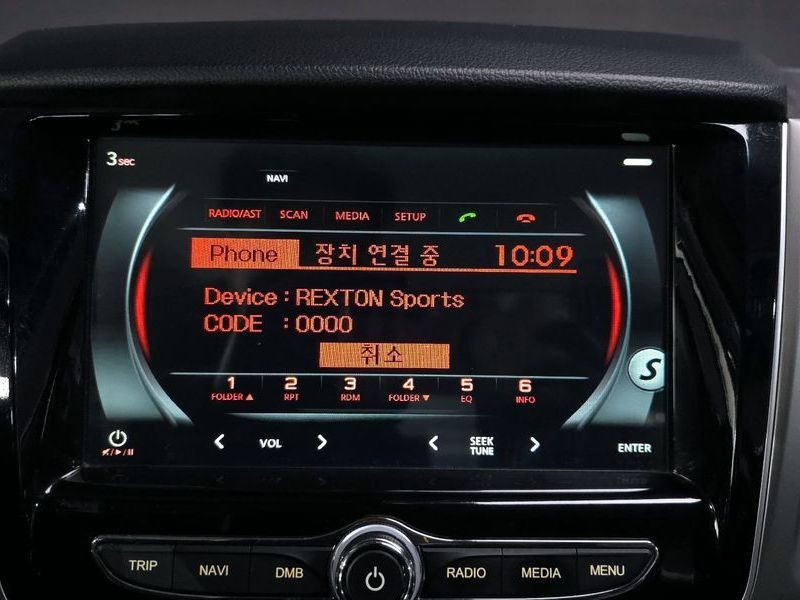 3 sec
NAVI
RADIO/AST SCAN MEDIA SETUP
Phone 장치 연결 중 10:09
Device : REXTON Sports
CODE : 0000
취소
1 2 3 4 5 6
FOLDER ▲ RPT RDM FOLDER ▼ EQ INFO
S
< VOL > < SEEK TUNE > ENTER
TRIP NAVI DMB RADIO MEDIA MENU